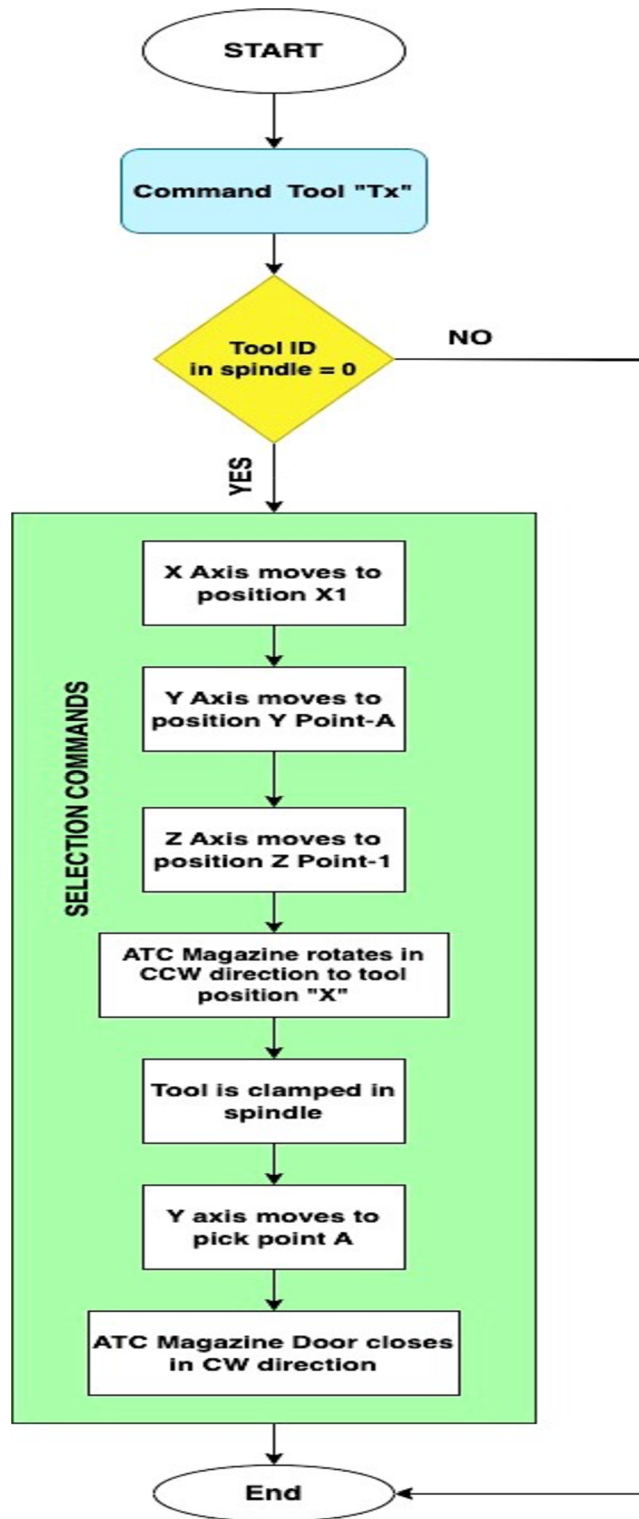 START
Command Tool "Tx"
Tool ID
in spindle = 0
NO
YES
SELECTION COMMANDS
X Axis moves to
position X1
Y Axis moves to
position Y Point-A
Z Axis moves to
position Z Point-1
ATC Magazine rotates in
CCW direction to tool
position "X"
Tool is clamped in
spindle
Y axis moves to
pick point A
ATC Magazine Door closes
in CW direction
End